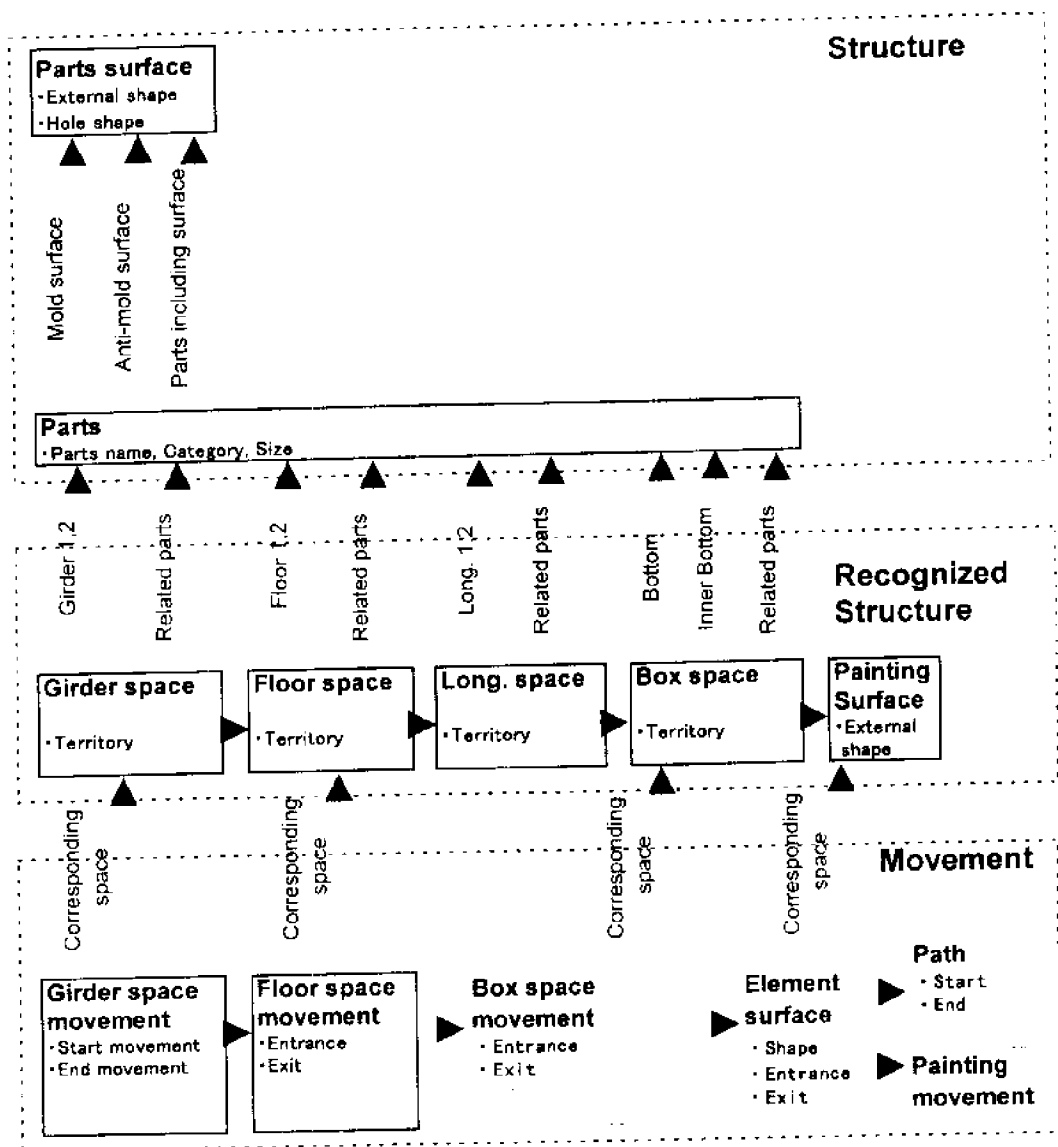 Structure
Parts surface
・External shape
・Hole shape
Mold surface
Anti-mold surface
Parts including surface
Parts
・Parts name, Category, Size
Girder 1,2
Related parts
Floor 1,2
Related parts
Long. 1,2
Related parts
Bottom
Inner Bottom
Related parts
Recognized
Structure
Girder space
・Territory
Floor space
・Territory
Long. space
・Territory
Box space
・Territory
Painting
Surface
・External
shape
Corresponding
space
Corresponding
space
Corresponding
space
Corresponding
space
Movement
Girder space
movement
・Start movement
・End movement
Floor space
movement
・Entrance
・Exit
Box space
movement
・Entrance
・Exit
Element
surface
・Shape
・Entrance
・Exit
Path
・Start
・End
Painting
movement